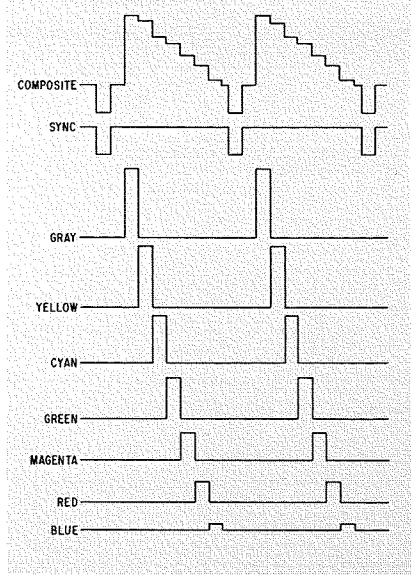 COMPOSITE
SYNC
GRAY
YELLOW
CYAN
GREEN
MAGENTA
RED
BLUE